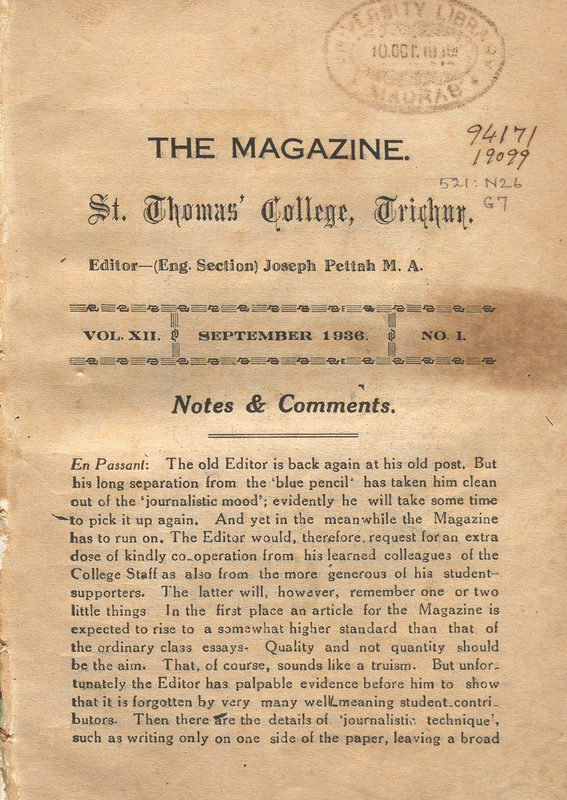 UNIVERSITY LIBRARY
10.OCT.1936
MADRAS
THE MAGAZINE.
94171
19099
521:N26
G7
St. Thomas' College, Trichur.
Editor—(Eng. Section) Joseph Pettah M. A.
VOL. XII. SEPTEMBER 1936. NO. I.
Notes & Comments.
En Passant: The old Editor is back again at his old post. But
his long separation from the 'blue pencil' has taken him clean
out of the 'journalistic mood'; evidently he will take some time
to pick it up again. And yet in the meanwhile the Magazine
has to run on. The Editor would, therefore, request for an extra
dose of kindly co-operation from his learned colleagues of the
College Staff as also from the more generous of his student-
supporters. The latter will, however, remember one or two
little things In the first place an article for the Magazine is
expected to rise to a somewhat higher standard than that of
the ordinary class essays- Quality and not quantity should
be the aim. That, of course, sounds like a truism. But unfor-
tunately the Editor has palpable evidence before him to show
that it is forgotten by very many well-meaning student-contri-
butors. Then there are the details of 'journalistic technique',
such as writing only on one side of the paper, leaving a broad